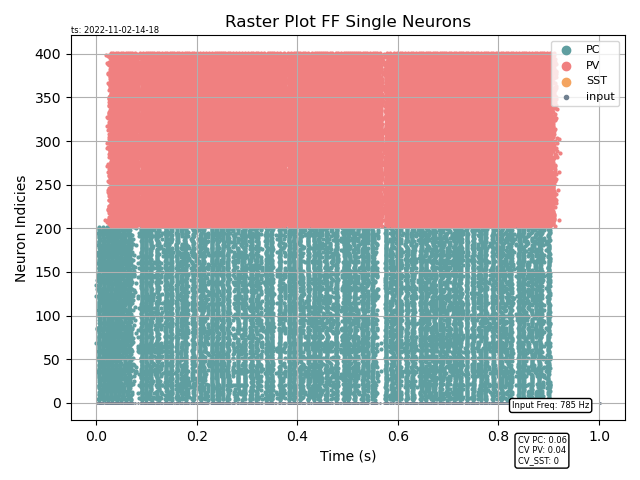 Raster Plot FF Single Neurons
ts: 2022-11-02-14-18
PC
PV
SST
input
400
350
300
250
200
150
100
50
0
Neuron Indicies
Input Freq: 785 Hz
0.0 0.2 0.4 0.6 0.8 1.0
Time (s)
CV PC: 0.06
CV PV: 0.04
CV_SST: 0